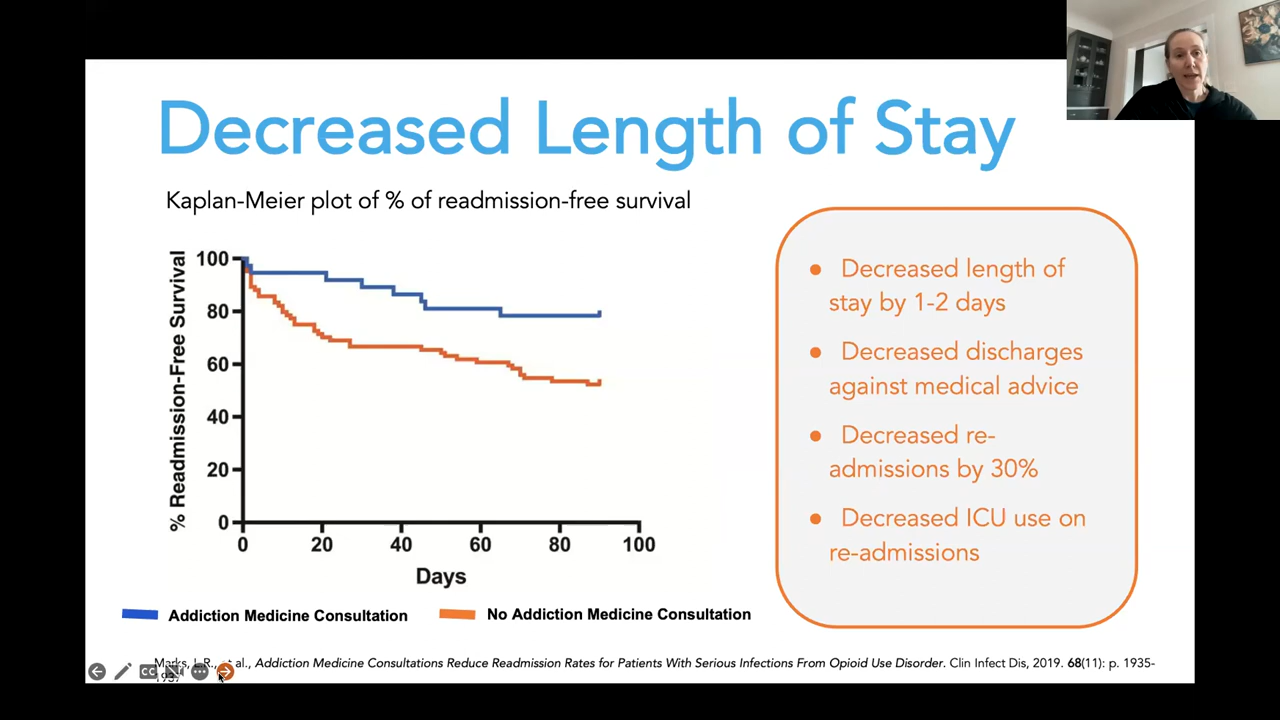 Decreased Length of Stay
Kaplan-Meier plot of % of readmission-free survival
% Readmission-Free Survival
100
80
60
40
20
0
0 20 40 60 80 100
Days
Addiction Medicine Consultation
No Addiction Medicine Consultation
● Decreased length of
stay by 1-2 days
● Decreased discharges
against medical advice
● Decreased re-
admissions by 30%
● Decreased ICU use on
re-admissions
Marks, L.R., et al., Addiction Medicine Consultations Reduce Readmission Rates for Patients With Serious Infections From Opioid Use Disorder. Clin Infect Dis, 2019. 68(11): p. 1935-
CC